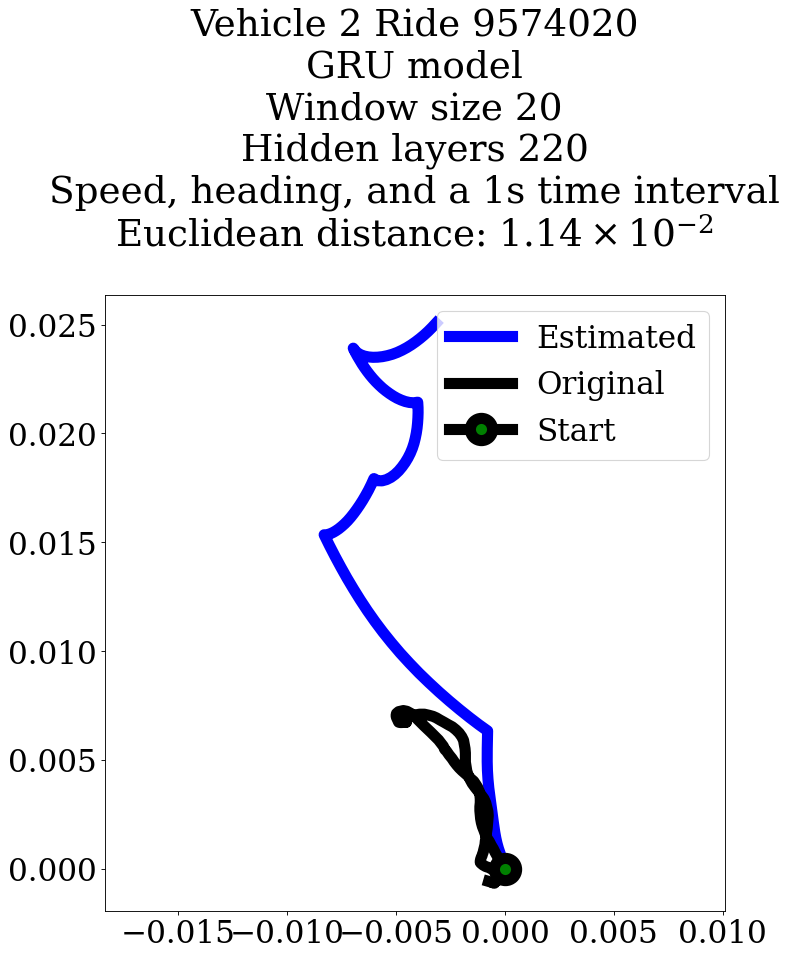 Vehicle 2 Ride 9574020
GRU model
Window size 20
Hidden layers 220
Speed, heading, and a 1s time interval
Euclidean distance: 1.14 × 10⁻²
Estimated
Original
Start
0.025
0.020
0.015
0.010
0.005
0.000
−0.015 −0.010 −0.005 0.000 0.005 0.010